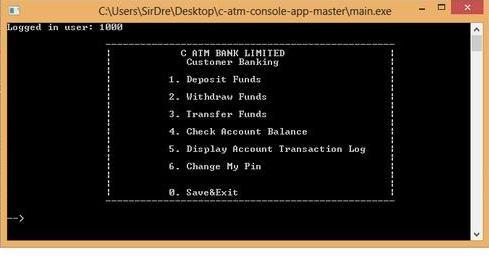 C:\Users\SirDre\Desktop\c-atm-console-app-master\main.exe
Logged in user: 1000
C ATM BANK LIMITED
Customer Banking
1. Deposit Funds
2. Withdraw Funds
3. Transfer Funds
4. Check Account Balance
5. Display Account Transaction Log
6. Change My Pin
0. Save&Exit
-->